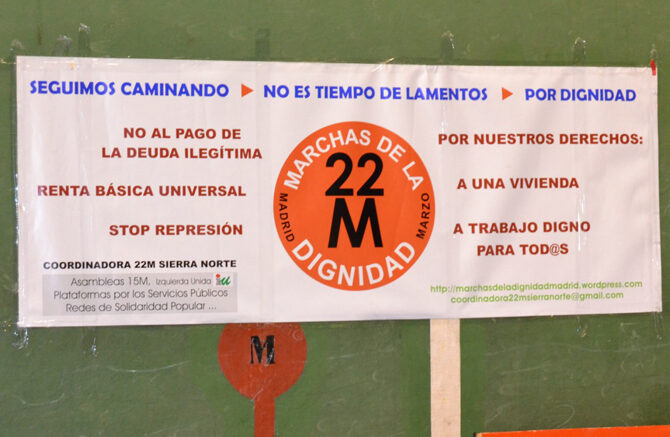 SEGUIMOS CAMINANDO ▶ NO ES TIEMPO DE LAMENTOS ▶ POR DIGNIDAD
NO AL PAGO DE
LA DEUDA ILEGÍTIMA
RENTA BÁSICA UNIVERSAL
STOP REPRESIÓN
COORDINADORA 22M SIERRA NORTE
Asambleas 15M, Izquierda Unida iu
Plataformas por los Servicios Públicos
Redes de Solidaridad Popular ...
MARCHAS DE LA
MADRID
22
M
MARZO
DIGNIDAD
POR NUESTROS DERECHOS:
A UNA VIVIENDA
A TRABAJO DIGNO
PARA TOD@S
http://marchasdeladignidadmadrid.wordpress.com
coordinadora22msierranorte@gmail.com
M